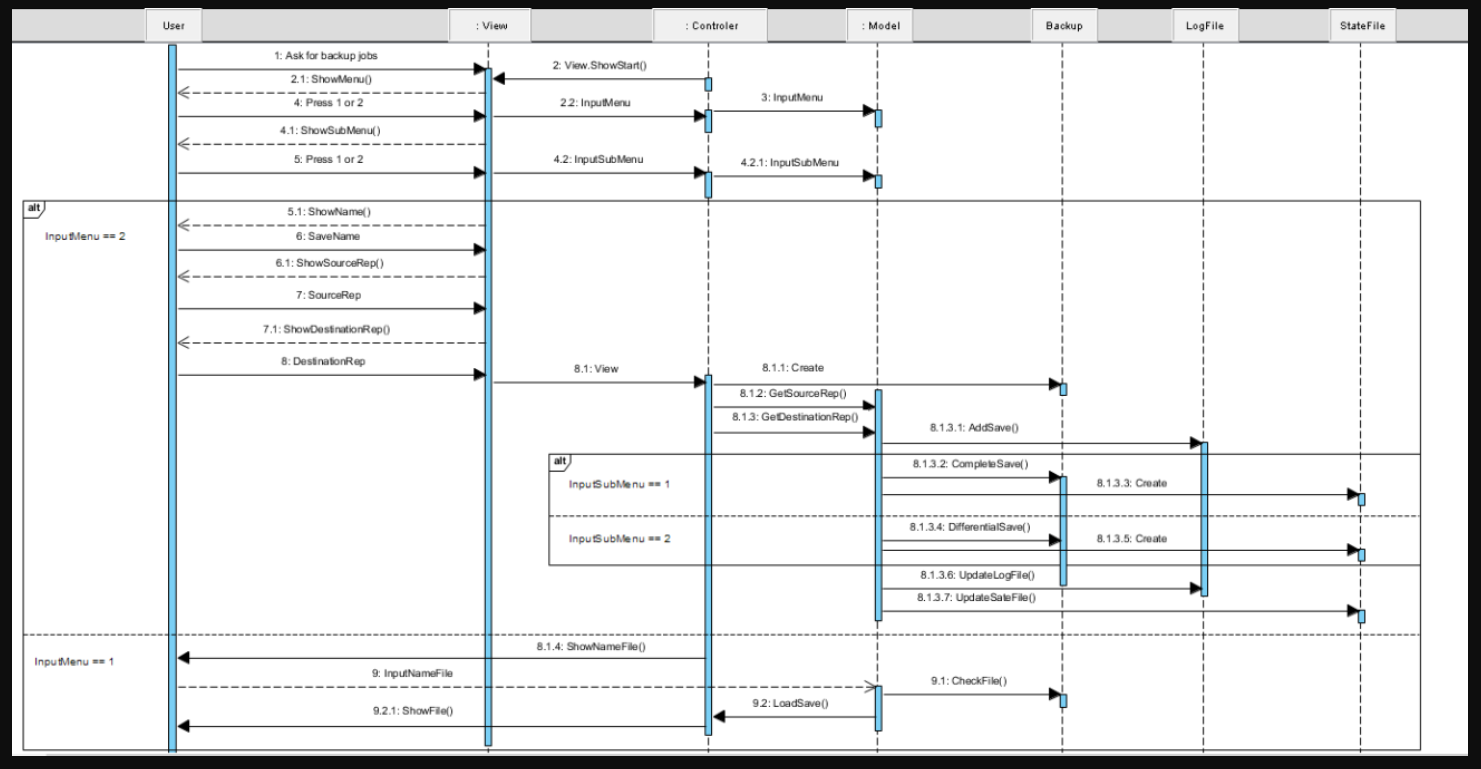 User
: View
: Controler
: Model
Backup
LogFile
StateFile
1: Ask for backup jobs
2: View.ShowStart()
2.1: ShowMenu()
4: Press 1 or 2
2.2: InputMenu
3: InputMenu
4.1: ShowSubMenu()
5: Press 1 or 2
4.2: InputSubMenu
4.2.1: InputSubMenu
alt
InputMenu == 2
5.1: ShowName()
6: SaveName
6.1: ShowSourceRep()
7: SourceRep
7.1: ShowDestinationRep()
8: DestinationRep
8.1: View
8.1.1: Create
8.1.2: GetSourceRep()
8.1.3: GetDestinationRep()
8.1.3.1: AddSave()
alt
InputSubMenu == 1
8.1.3.2: CompleteSave()
8.1.3.3: Create
InputSubMenu == 2
8.1.3.4: DifferentialSave()
8.1.3.5: Create
8.1.3.6: UpdateLogFile()
8.1.3.7: UpdateSateFile()
InputMenu == 1
8.1.4: ShowNameFile()
9: InputNameFile
9.1: CheckFile()
9.2: LoadSave()
9.2.1: ShowFile()